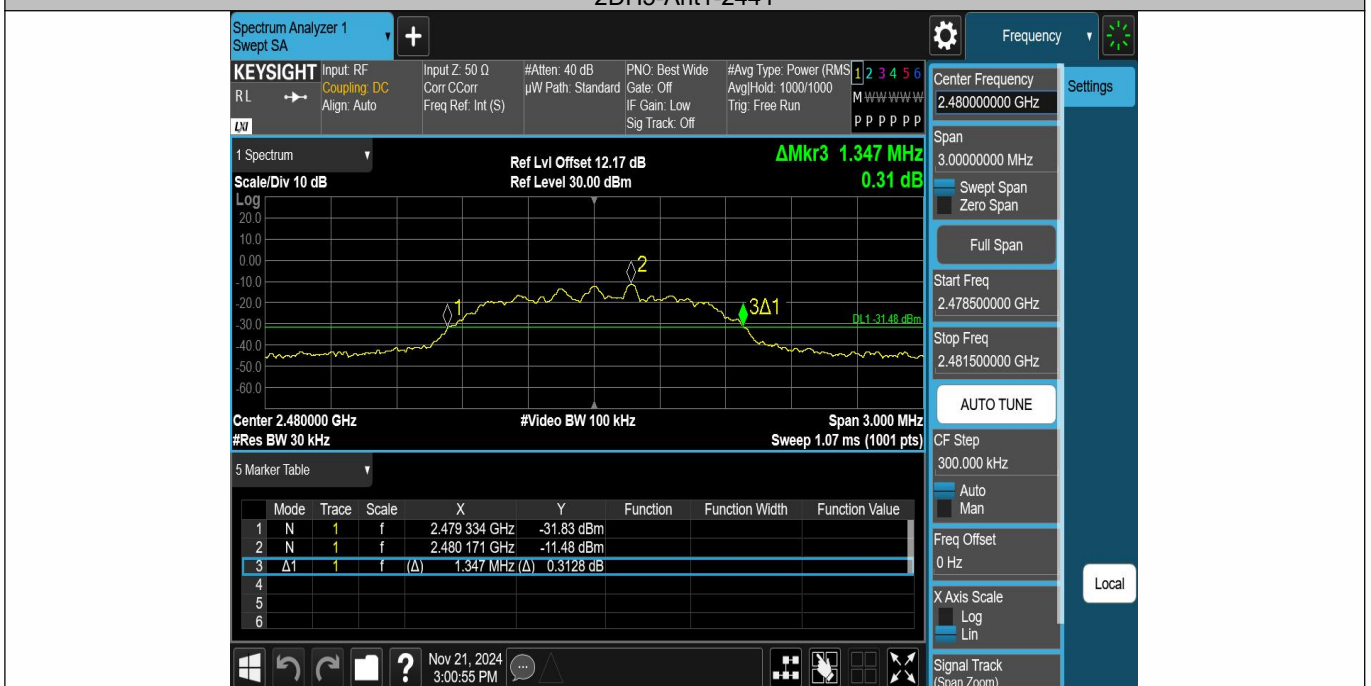 2DH5-Ant1-2441
Spectrum Analyzer 1
Swept SA
+
Frequency
KEYSIGHT
RL
LXI
Input: RF
Coupling: DC
Align: Auto
Input Z: 50 Ω
Corr CCorr
Freq Ref: Int (S)
#Atten: 40 dB
µW Path: Standard
PNO: Best Wide
Gate: Off
IF Gain: Low
Sig Track: Off
#Avg Type: Power (RMS
Avg|Hold: 1000/1000
Trig: Free Run
1 2 3 4 5 6
M W W W W W
P P P P P P
1 Spectrum
Scale/Div 10 dB
Ref Lvl Offset 12.17 dB
Ref Level 30.00 dBm
ΔMkr3 1.347 MHz
0.31 dB
Log
20.0
10.0
0.00
-10.0
-20.0
-30.0
-40.0
-50.0
-60.0
1
2
3Δ1
DL1 -31.48 dBm
Center 2.480000 GHz
#Res BW 30 kHz
#Video BW 100 kHz
Span 3.000 MHz
Sweep 1.07 ms (1001 pts)
5 Marker Table
Mode Trace Scale X Y Function Function Width Function Value
1 N 1 f 2.479 334 GHz -31.83 dBm
2 N 1 f 2.480 171 GHz -11.48 dBm
3 Δ1 1 f (Δ) 1.347 MHz (Δ) 0.3128 dB
4
5
6
?
Nov 21, 2024
3:00:55 PM
Center Frequency
2.480000000 GHz
Span
3.00000000 MHz
Swept Span
Zero Span
Full Span
Start Freq
2.478500000 GHz
Stop Freq
2.481500000 GHz
AUTO TUNE
CF Step
300.000 kHz
Auto
Man
Freq Offset
0 Hz
X Axis Scale
Log
Lin
Signal Track
(Span Zoom)
Settings
Local